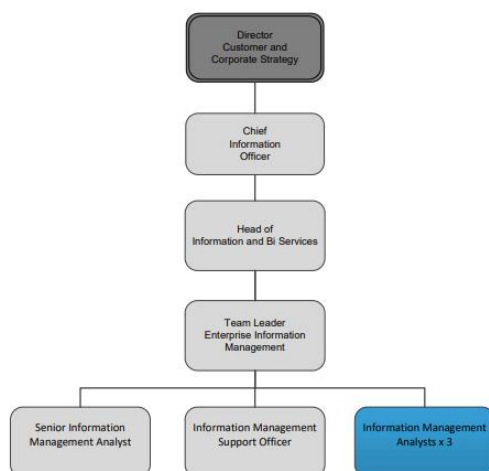 Director
Customer and
Corporate Strategy
Chief
Information
Officer
Head of
Information and Bi Services
Team Leader
Enterprise Information
Management
Senior Information
Management Analyst
Information Management
Support Officer
Information Management
Analysts x 3